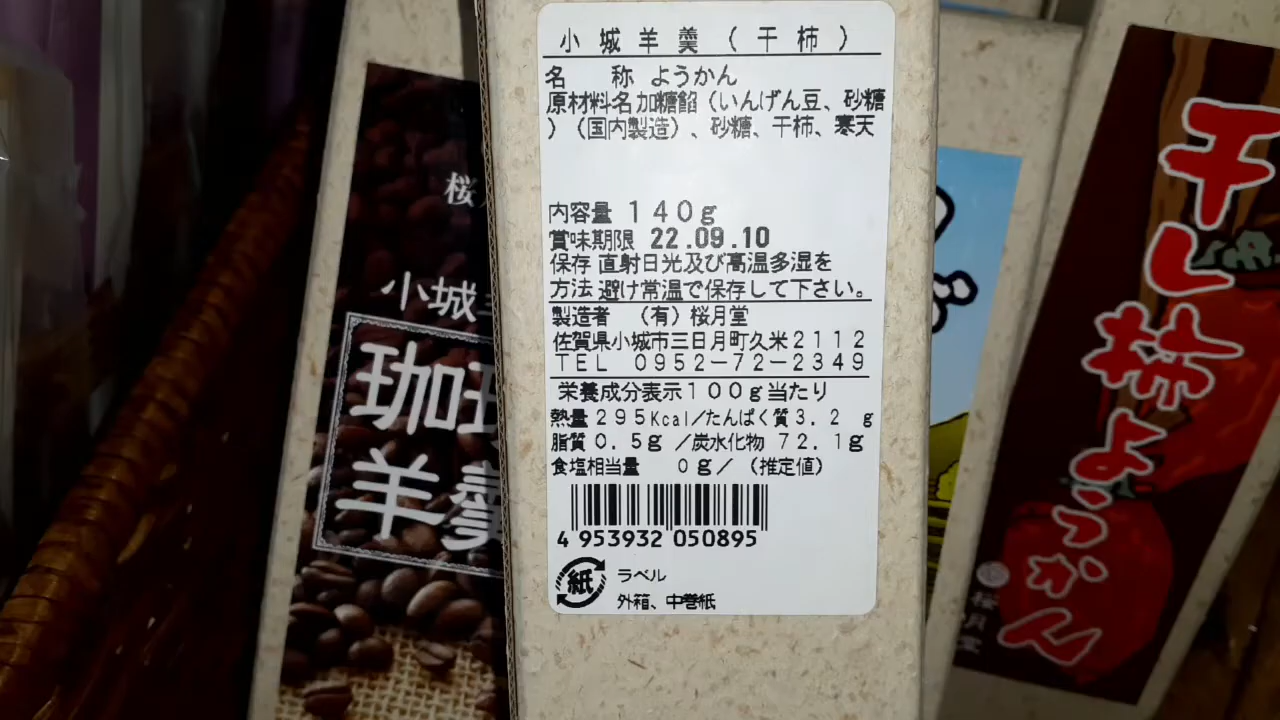 小城羊羹(干柿)
名 称 ようかん
原材料名 加糖餡(いんげん豆、砂糖
)(国内製造)、砂糖、干柿、寒天
内容量 140g
賞味期限 22.09.10
保存 直射日光及び高温多湿を
方法 避け常温で保存して下さい。
製造者 (有)桜月堂
佐賀県小城市三日月町久米2112
TEL 0952-72-2349
栄養成分表示100g当たり
熱量295Kcal/たんぱく質3.2 g
脂質0.5g /炭水化物 72.1g
食塩相当量 0g/ (推定値)
4 953932 050895
紙 ラベル
外箱、中巻紙
桜
小城
珈
羊羹
干し柿ようかん
桜月堂
ど